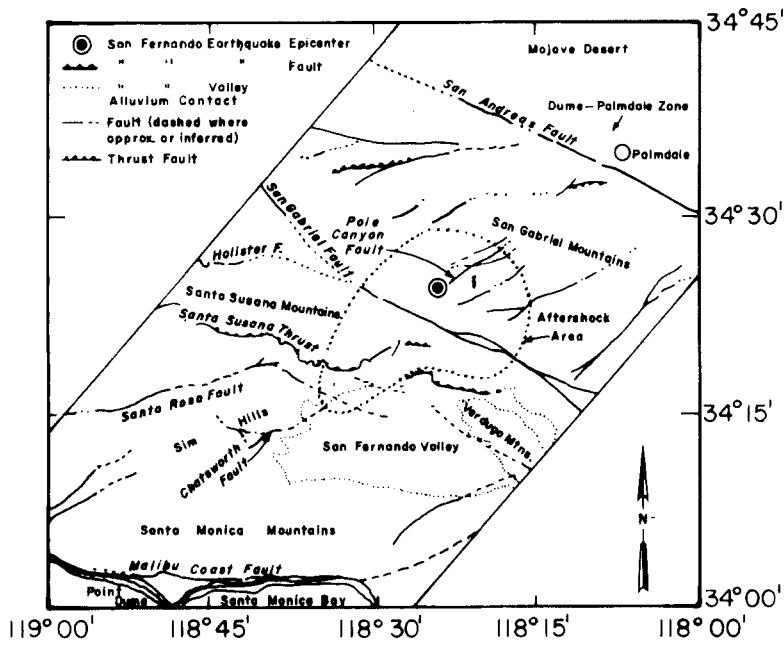 34°45'
San Fernando Earthquake Epicenter
" " " Fault
" " Valley
Alluvium Contact
Fault (dashed where
approx. or inferred)
Thrust Fault
Mojave Desert
San Andreas Fault
Dume-Palmdale Zone
Palmdale
34°30'
San Gabriel Fault
Pole
Canyon
Fault
San Gabriel Mountains
Holister F.
Santa Susana Mountains
Santa Susana Thrust
Aftershock
Area
Santa Rosa Fault
34°15'
Sim Hills
Chatsworth
Fault
San Fernando Valley
Verdugo Mtns.
N
Santa Monica Mountains
Malibu Coast Fault
Point
Dume
Santa Monica Bay
34°00'
119°00' 118°45' 118°30' 118°15' 118°00'